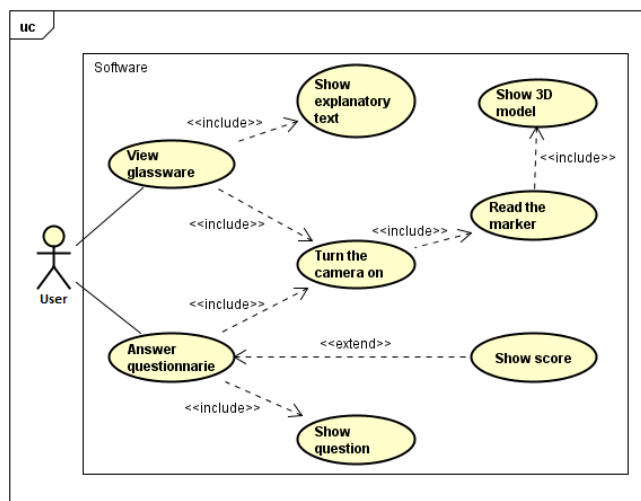 uc
Software
Show
explanatory
text
Show 3D
model
<<include>>
<<include>>
View
glassware
Read the
marker
<<include>>
<<include>>
Turn the
camera on
User
<<include>>
<<extend>>
Answer
questionnarie
Show score
<<include>>
Show
question